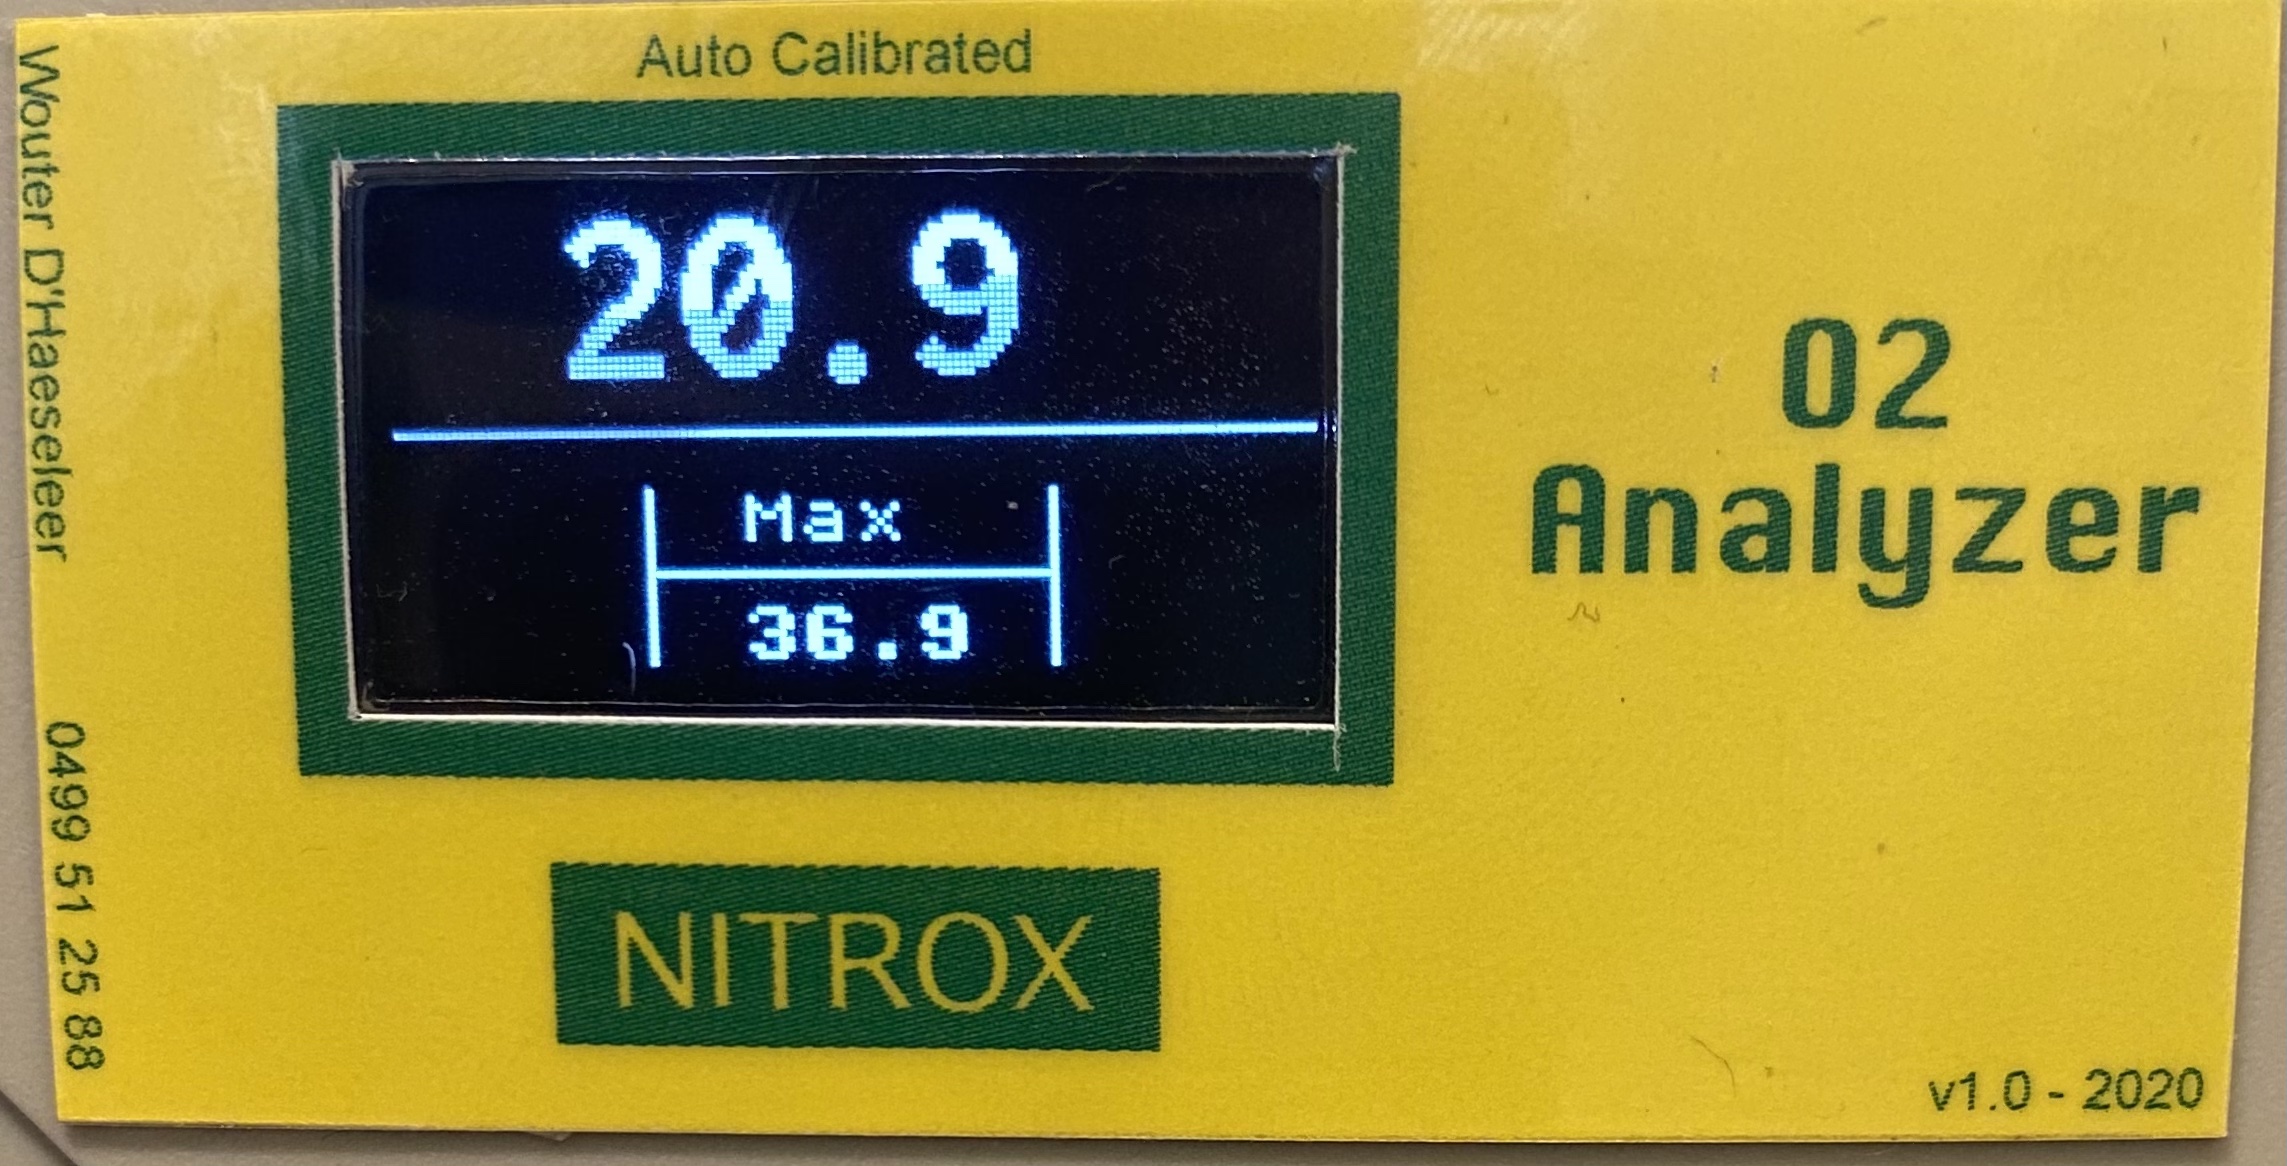 Auto Calibrated
Wouter D'Haeseleer
0499 51 25 88
20.9
Max
36.9
O2
Analyzer
NITROX
v1.0 - 2020